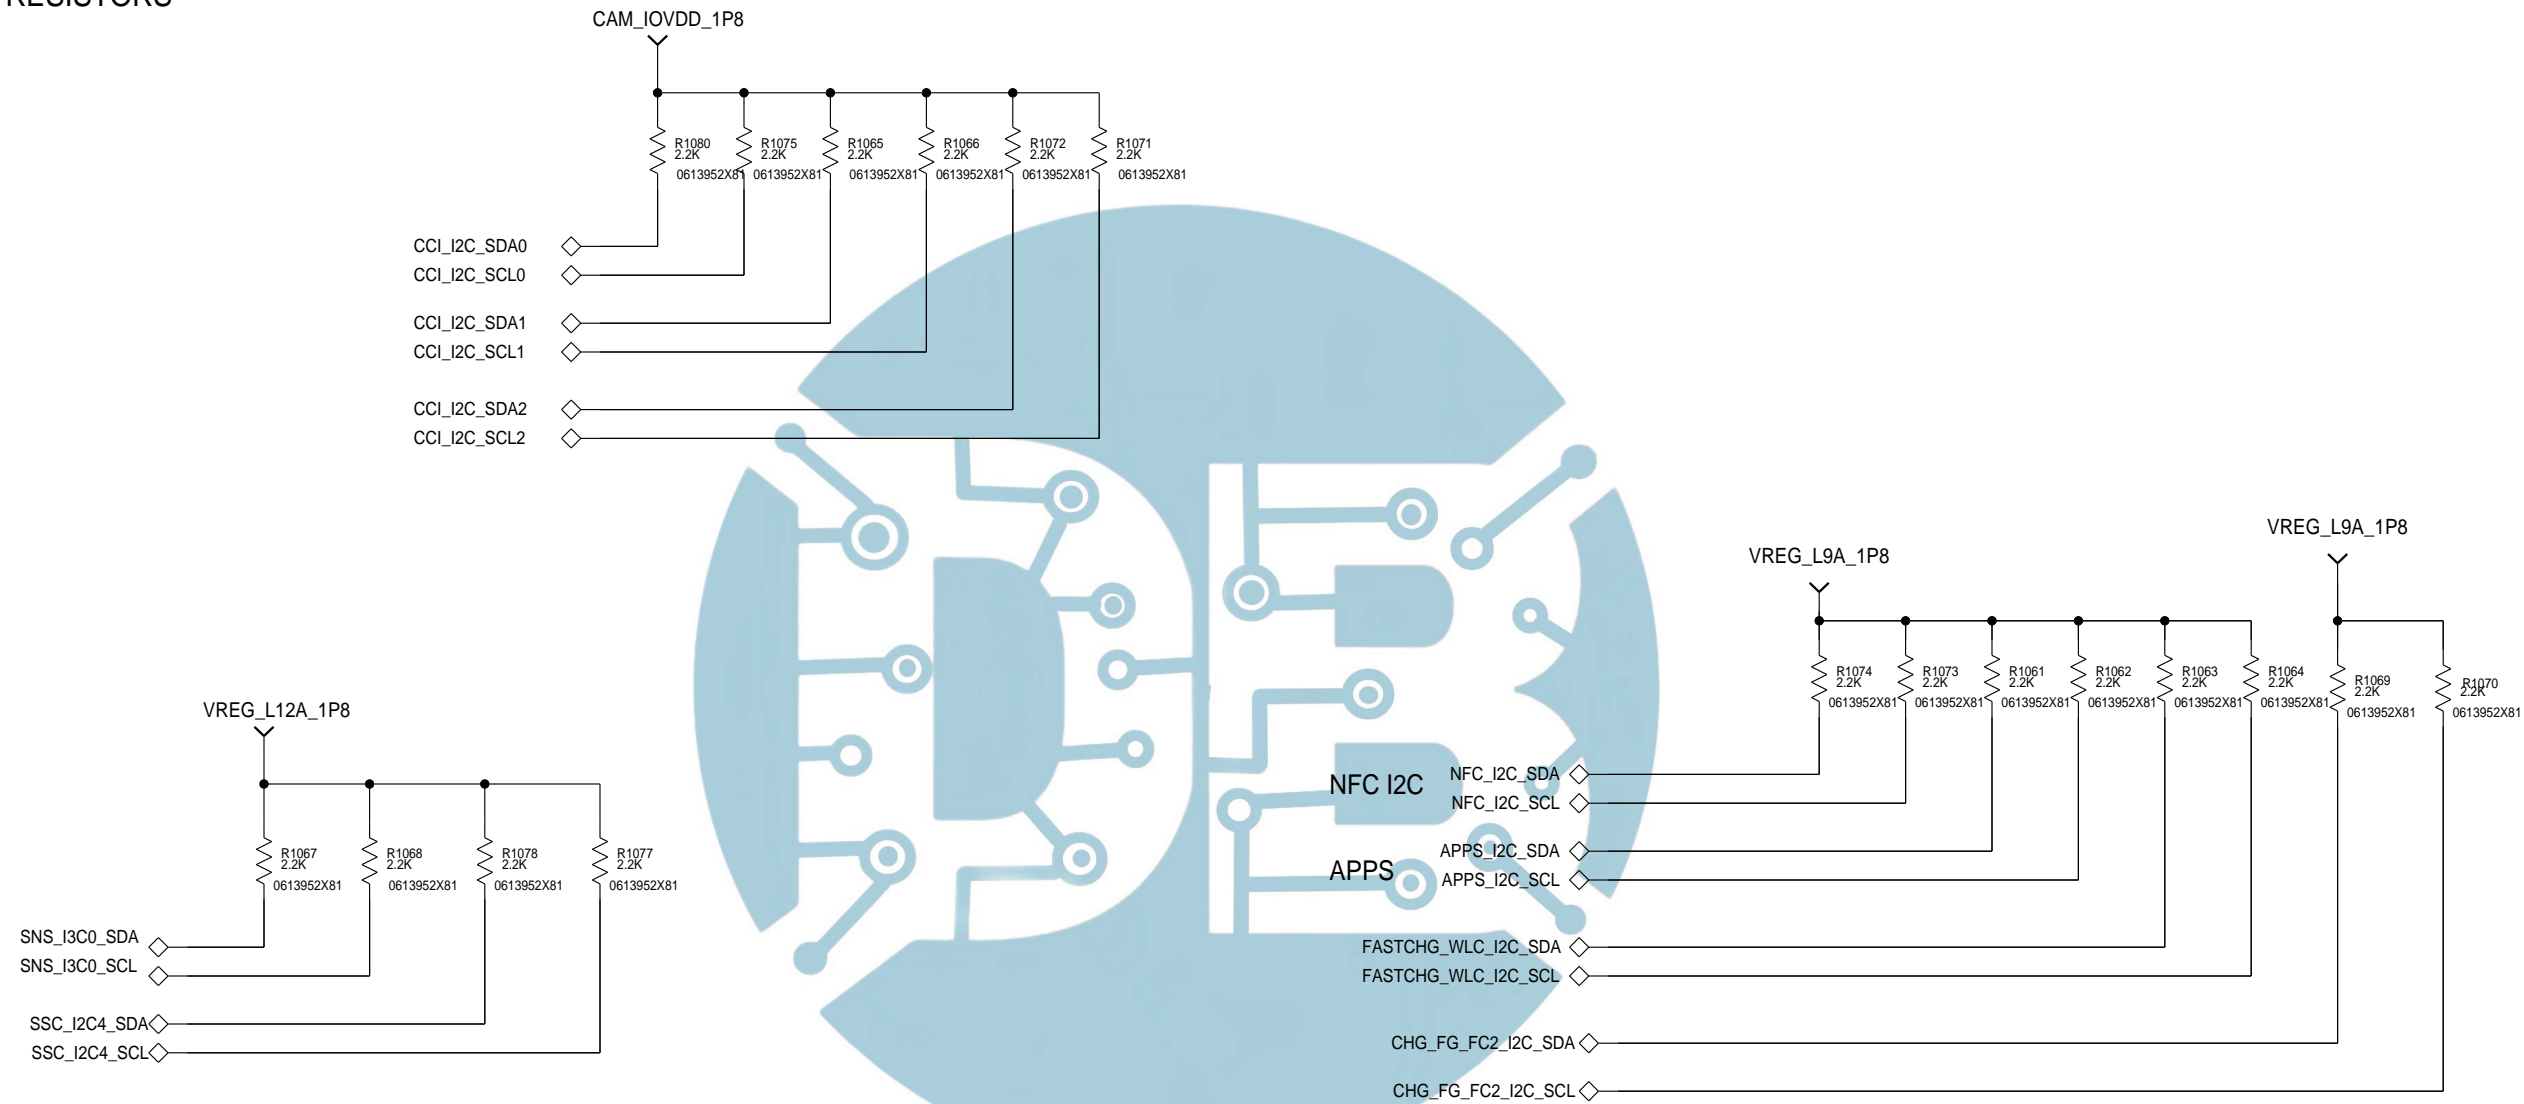 CAM_IOVDD_1P8
R1080
2.2K
0613952X81
R1075
2.2K
0613952X81
R1065
2.2K
0613952X81
R1066
2.2K
0613952X81
R1072
2.2K
0613952X81
R1071
2.2K
0613952X81
CCI_I2C_SDA0
CCI_I2C_SCL0
CCI_I2C_SDA1
CCI_I2C_SCL1
CCI_I2C_SDA2
CCI_I2C_SCL2
VREG_L12A_1P8
R1067
2.2K
0613952X81
R1068
2.2K
0613952X81
R1078
2.2K
0613952X81
R1077
2.2K
0613952X81
SNS_I3C0_SDA
SNS_I3C0_SCL
SSC_I2C4_SDA
SSC_I2C4_SCL
VREG_L9A_1P8
VREG_L9A_1P8
R1074
2.2K
0613952X81
R1073
2.2K
0613952X81
R1061
2.2K
0613952X81
R1062
2.2K
0613952X81
R1063
2.2K
0613952X81
R1064
2.2K
0613952X81
R1069
2.2K
0613952X81
R1070
2.2K
0613952X81
NFC I2C
NFC_I2C_SDA
NFC_I2C_SCL
APPS
APPS_I2C_SDA
APPS_I2C_SCL
FASTCHG_WLC_I2C_SDA
FASTCHG_WLC_I2C_SCL
CHG_FG_FC2_I2C_SDA
CHG_FG_FC2_I2C_SCL